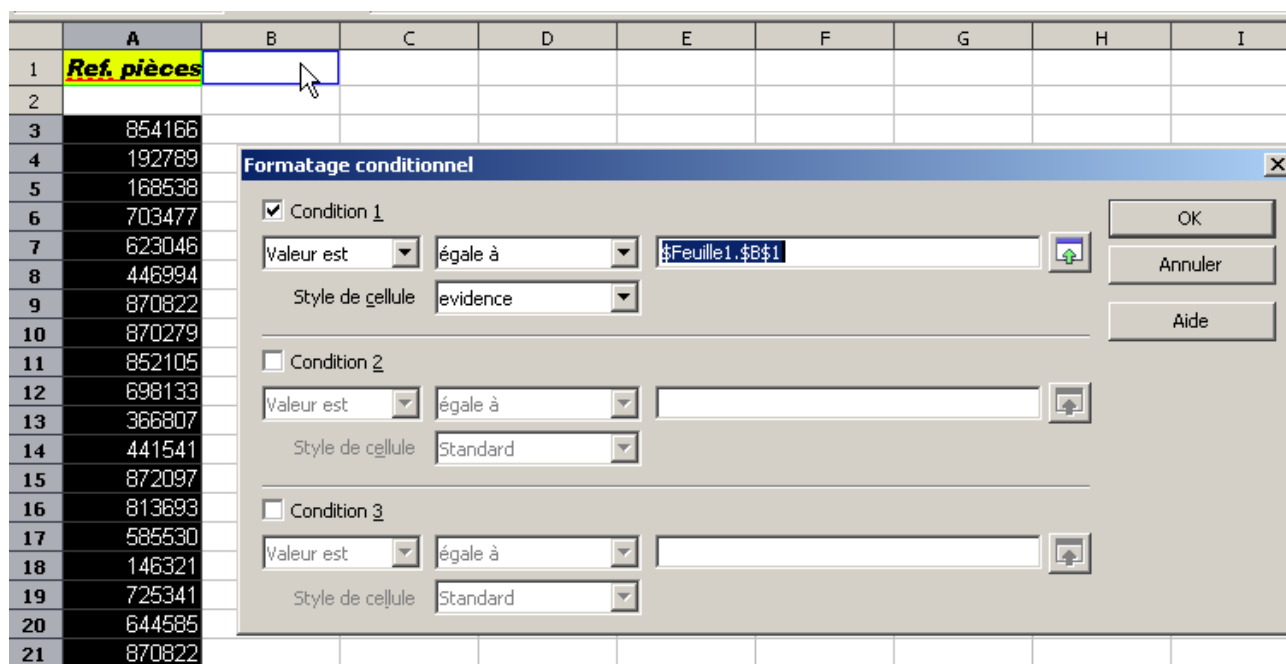 A B C D E F G H I
1 Ref. pièces
2
3 854166
4 192789
5 168538
6 703477
7 623046
8 446994
9 870822
10 870279
11 852105
12 698133
13 366807
14 441541
15 872097
16 813693
17 585530
18 146321
19 725341
20 644585
21 870822
Formatage conditionnel
Condition 1
Valeur est égale à $Feuille1.$B$1
Style de cellule evidence
Condition 2
Valeur est égale à
Style de cellule Standard
Condition 3
Valeur est égale à
Style de cellule Standard
OK
Annuler
Aide